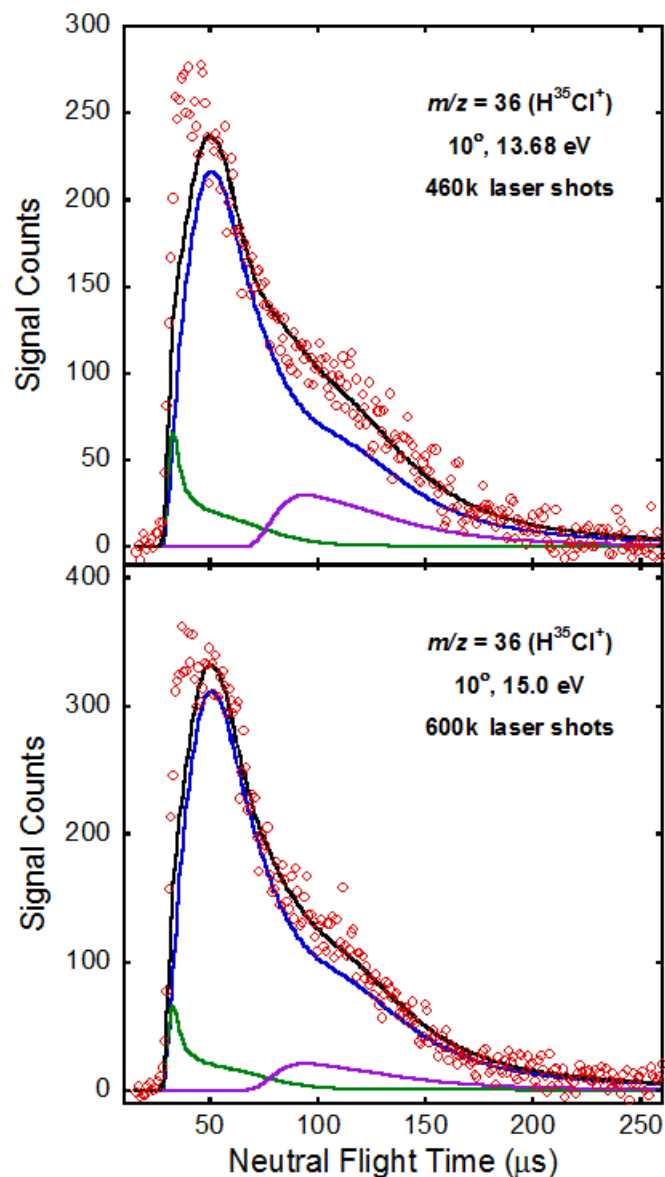 300
250
200
150
100
50
0
Signal Counts
m/z = 36 (H³⁵Cl⁺)
10°, 13.68 eV
460k laser shots
400
300
200
100
0
Signal Counts
m/z = 36 (H³⁵Cl⁺)
10°, 15.0 eV
600k laser shots
50 100 150 200 250
Neutral Flight Time (μs)